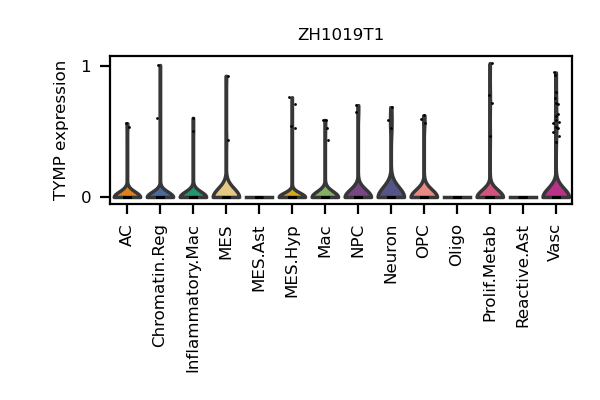 ZH1019T1
TYMP expression
1
0
AC
Chromatin.Reg
Inflammatory.Mac
MES
MES.Ast
MES.Hyp
Mac
NPC
Neuron
OPC
Oligo
Prolif.Metab
Reactive.Ast
Vasc